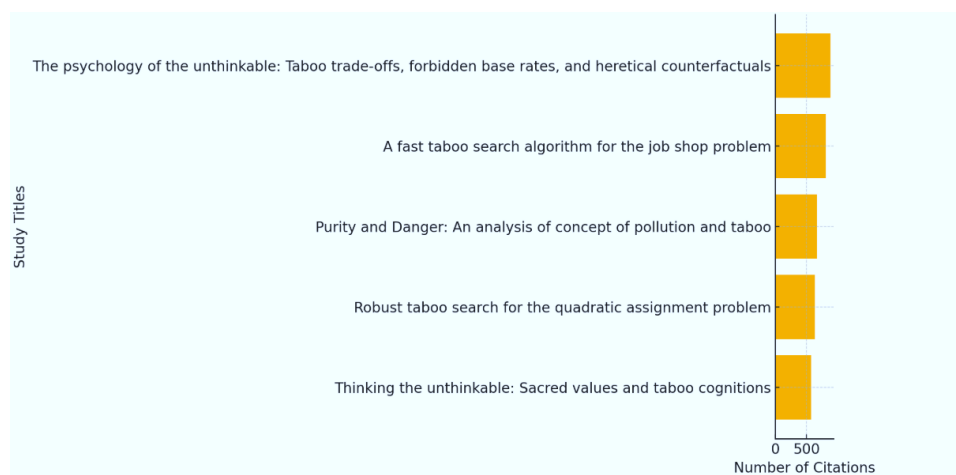 The psychology of the unthinkable: Taboo trade-offs, forbidden base rates, and heretical counterfactuals
A fast taboo search algorithm for the job shop problem
Study Titles
Purity and Danger: An analysis of concept of pollution and taboo
Robust taboo search for the quadratic assignment problem
Thinking the unthinkable: Sacred values and taboo cognitions
0 500
Number of Citations